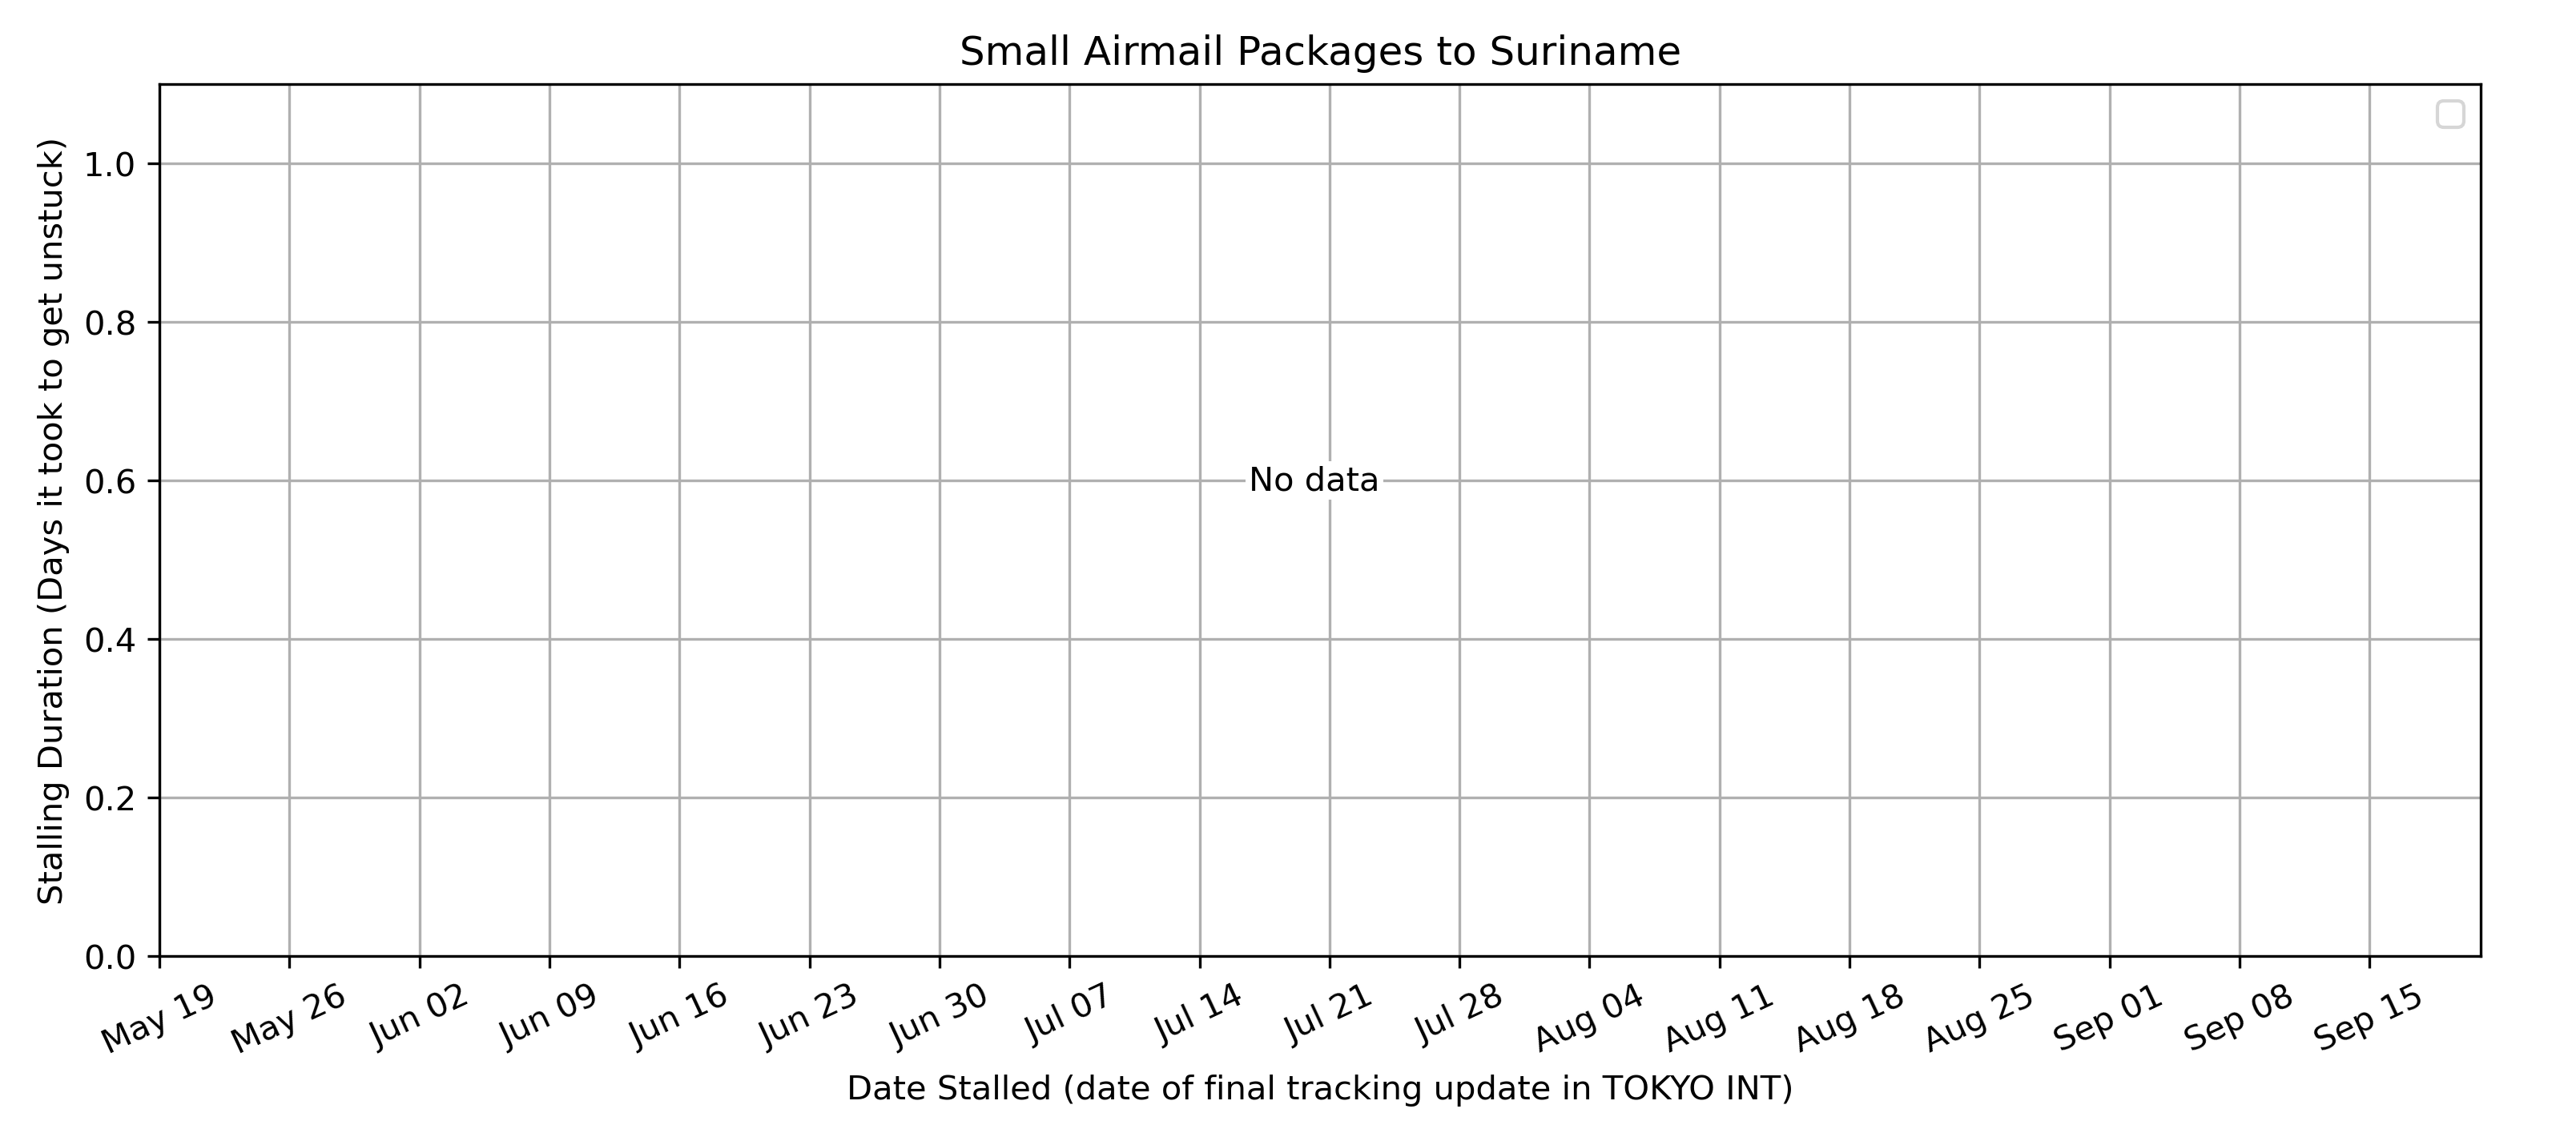 Small Airmail Packages to Suriname
Stalling Duration (Days it took to get unstuck)
1.0
0.8
0.6
0.4
0.2
0.0
No data
May 19
May 26
Jun 02
Jun 09
Jun 16
Jun 23
Jun 30
Jul 07
Jul 14
Jul 21
Jul 28
Aug 04
Aug 11
Aug 18
Aug 25
Sep 01
Sep 08
Sep 15
Date Stalled (date of final tracking update in TOKYO INT)